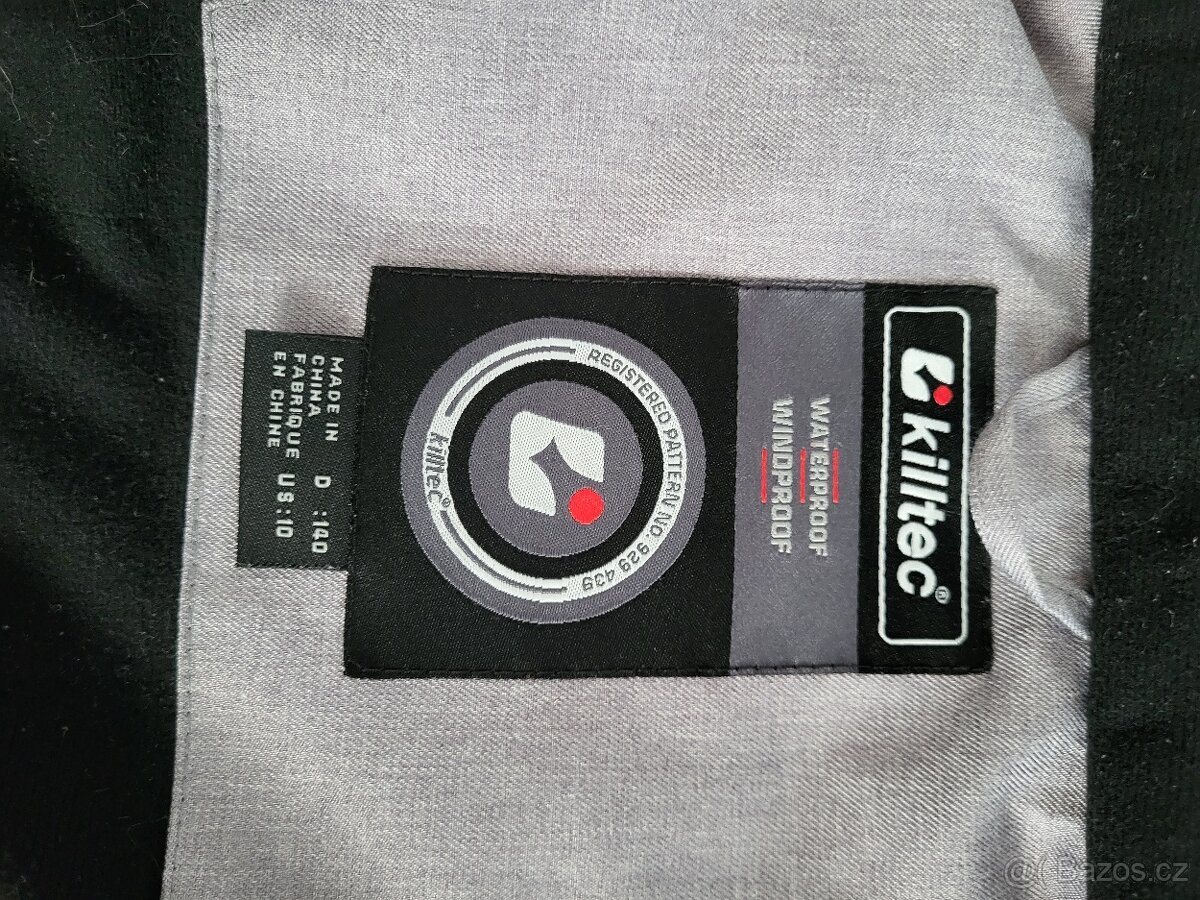 killtec®
WATERPROOF
WINDPROOF
REGISTERED PATTERN NO. 929 439
killtec®
MADE IN
CHINA D :140
FABRIQUE US:10
EN CHINE
Bazos.cz